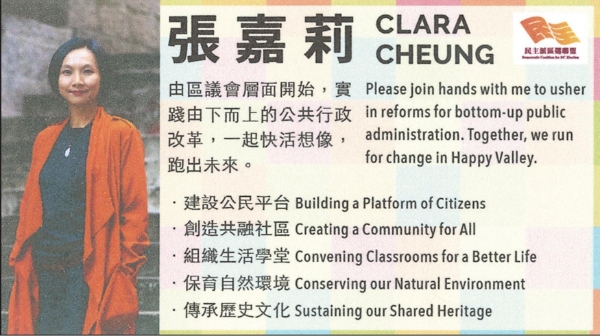 張嘉莉
CLARA
CHEUNG
民主派區選聯盟
Democratic Coalition for DC Election
由區議會層面開始，實
踐由下而上的公共行政
改革，一起快活想像，
跑出未來。
Please join hands with me to usher
in reforms for bottom-up public
administration. Together, we run
for change in Happy Valley.
· 建設公民平台 Building a Platform of Citizens
· 創造共融社區 Creating a Community for All
· 組織生活學堂 Convening Classrooms for a Better Life
· 保育自然環境 Conserving our Natural Environment
· 傳承歷史文化 Sustaining our Shared Heritage